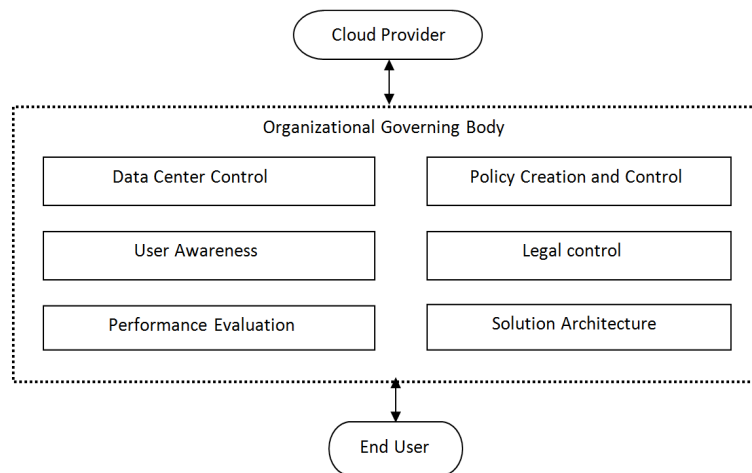 Cloud Provider
Organizational Governing Body
Data Center Control
Policy Creation and Control
User Awareness
Legal control
Performance Evaluation
Solution Architecture
End User